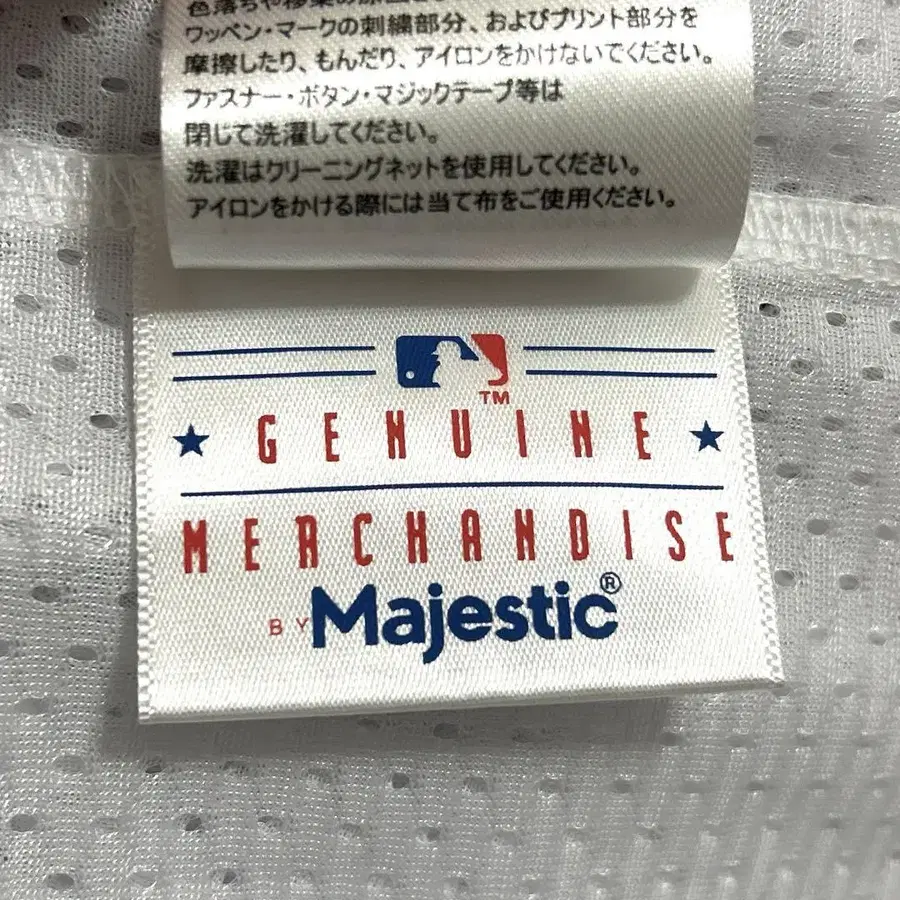 ワッペン・マークの刺繍部分、およびプリント部分を
摩擦したり、もんだり、アイロンをかけないでください。
ファスナー・ボタン・マジックテープ等は
閉じて洗濯してください。
洗濯はクリーニングネットを使用してください。
アイロンをかける際には当て布をご使用ください。
TM
★ GENUINE ★
MERCHANDISE
BY Majestic®